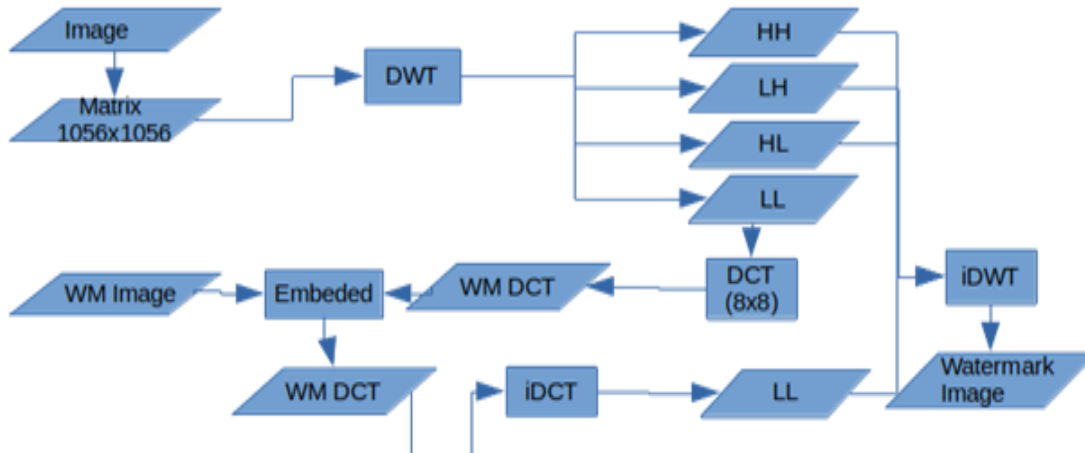 Image
Matrix
1056x1056
DWT
HH
LH
HL
LL
DCT
(8x8)
WM DCT
Embeded
WM Image
WM DCT
iDCT
LL
iDWT
Watermark
Image